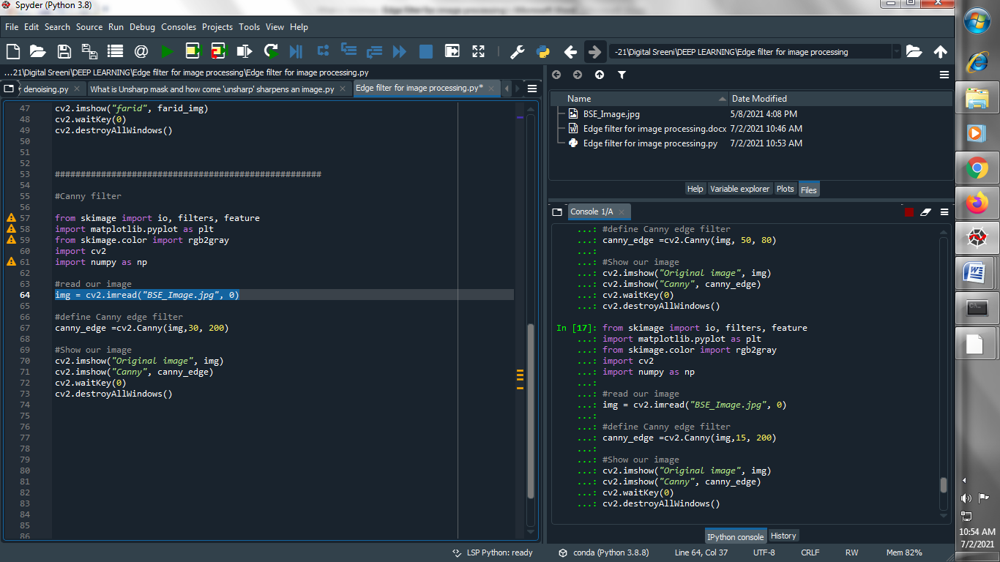 Spyder (Python 3.8)
File Edit Search Source Run Debug Consoles Projects Tools View Help
-21\Digital Sreeni\DEEP LEARNING\Edge filter for image processing
...21\Digital Sreeni\DEEP LEARNING\Edge filter for image processing\Edge filter for image processing.py
denoising.py What is Unsharp mask and how come 'unsharp' sharpens an image.py Edge filter for image processing.py*
47 cv2.imshow("farid", farid_img)
48 cv2.waitKey(0)
49 cv2.destroyAllWindows()
50
51
52
53 ####################################################
54
55 #Canny filter
56
57 from skimage import io, filters, feature
58 import matplotlib.pyplot as plt
59 from skimage.color import rgb2gray
60 import cv2
61 import numpy as np
62
63 #read our image
64 img = cv2.imread("BSE_Image.jpg", 0)
65
66 #define Canny edge filter
67 canny_edge =cv2.Canny(img,30, 200)
68
69 #Show our image
70 cv2.imshow("Original image", img)
71 cv2.imshow("Canny", canny_edge)
72 cv2.waitKey(0)
73 cv2.destroyAllWindows()
74
75
76
77
78
79
80
81
82
83
84
85
86
Name Date Modified
BSE_Image.jpg 5/8/2021 4:08 PM
Edge filter for image processing.docx 7/2/2021 10:46 AM
Edge filter for image processing.py 7/2/2021 10:53 AM
Help Variable explorer Plots Files
Console 1/A
...: #define Canny edge filter
...: canny_edge =cv2.Canny(img, 50, 80)
...:
...: #Show our image
...: cv2.imshow("Original image", img)
...: cv2.imshow("Canny", canny_edge)
...: cv2.waitKey(0)
...: cv2.destroyAllWindows()
In [17]: from skimage import io, filters, feature
...: import matplotlib.pyplot as plt
...: from skimage.color import rgb2gray
...: import cv2
...: import numpy as np
...:
...: #read our image
...: img = cv2.imread("BSE_Image.jpg", 0)
...:
...: #define Canny edge filter
...: canny_edge =cv2.Canny(img,15, 200)
...:
...: #Show our image
...: cv2.imshow("Original image", img)
...: cv2.imshow("Canny", canny_edge)
...: cv2.waitKey(0)
...: cv2.destroyAllWindows()
IPython console History
LSP Python: ready conda (Python 3.8.8) Line 64, Col 37 UTF-8 CRLF RW Mem 82%
10:54 AM
7/2/2021